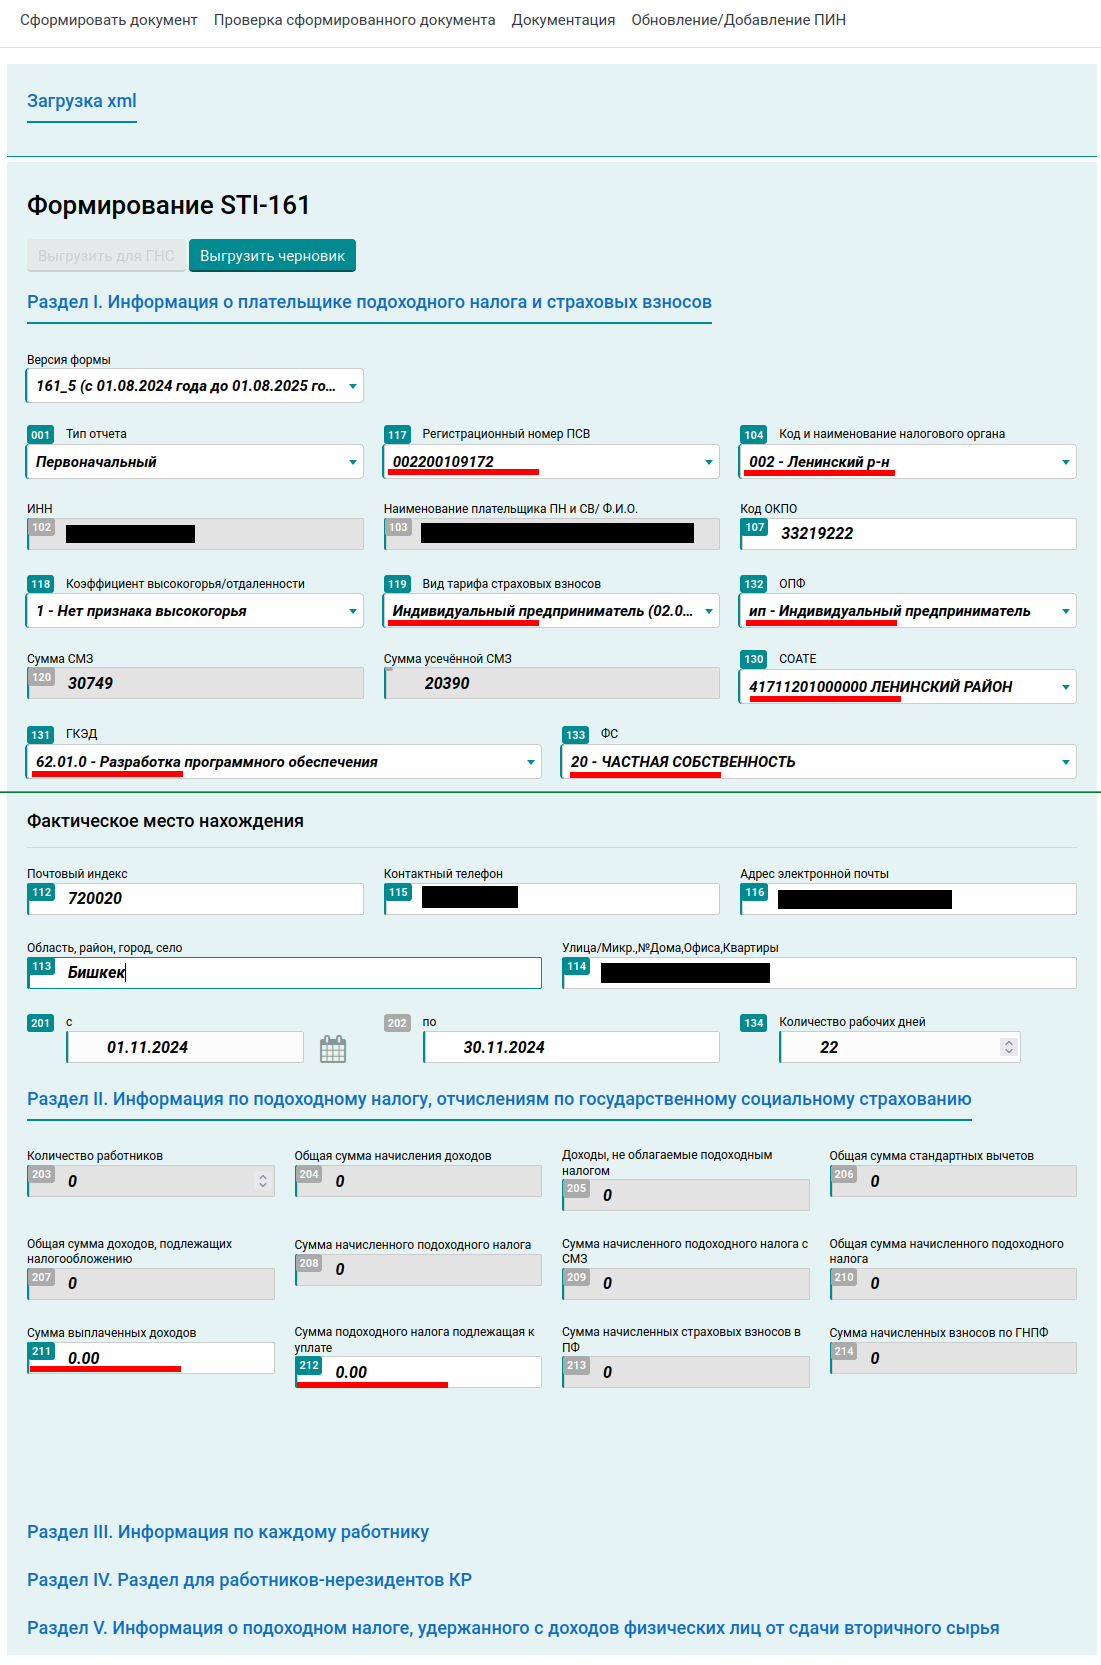 Сформировать документ Проверка сформированного документа Документация Обновление/Добавление ПИН
Загрузка xml
Формирование STI-161
Выгрузить для ГНС Выгрузить черновик
Раздел I. Информация о плательщике подоходного налога и страховых взносов
Версия формы
161_5 (с 01.08.2024 года до 01.08.2025 го...
001 Тип отчета 117 Регистрационный номер ПСВ 104 Код и наименование налогового органа
Первоначальный 002200109172 002 - Ленинский р-н
ИНН Наименование плательщика ПН и СВ/ Ф.И.О. Код ОКПО
102 103 107 33219222
118 Коэффициент высокогорья/отдаленности 119 Вид тарифа страховых взносов 132 ОПФ
1 - Нет признака высокогорья Индивидуальный предприниматель (02.0... ип - Индивидуальный предприниматель
Сумма СМЗ Сумма усечённой СМЗ 130 СОАТЕ
120 30749 20390 41711201000000 ЛЕНИНСКИЙ РАЙОН
131 ГКЭД 133 ФС
62.01.0 - Разработка программного обеспечения 20 - ЧАСТНАЯ СОБСТВЕННОСТЬ
Фактическое место нахождения
Почтовый индекс Контактный телефон Адрес электронной почты
112 720020 115 116
Область, район, город, село Улица/Микр.,№Дома,Офиса,Квартиры
113 Бишкек 114
201 с 202 по 134 Количество рабочих дней
01.11.2024 30.11.2024 22
Раздел II. Информация по подоходному налогу, отчислениям по государственному социальному страхованию
Количество работников Общая сумма начисления доходов Доходы, не облагаемые подоходным налогом Общая сумма стандартных вычетов
203 0 204 0 205 0 206 0
Общая сумма доходов, подлежащих налогообложению Сумма начисленного подоходного налога Сумма начисленного подоходного налога с СМЗ Общая сумма начисленного подоходного налога
207 0 208 0 209 0 210 0
Сумма выплаченных доходов Сумма подоходного налога подлежащая к уплате Сумма начисленных страховых взносов в ПФ Сумма начисленных взносов по ГНПФ
211 0.00 212 0.00 213 0 214 0
Раздел III. Информация по каждому работнику
Раздел IV. Раздел для работников-нерезидентов КР
Раздел V. Информация о подоходном налоге, удержанного с доходов физических лиц от сдачи вторичного сырья